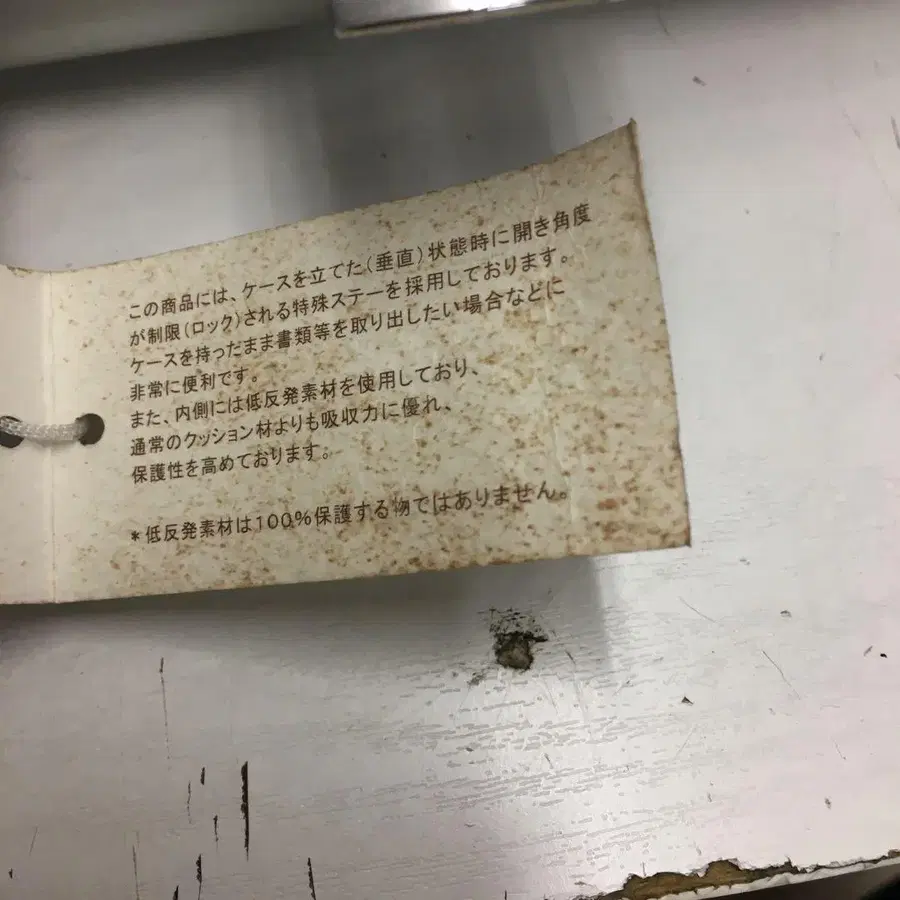 この商品には、ケースを立てた(垂直)状態時に開き角度
が制限(ロック)される特殊ステーを採用しております。
ケースを持っだまま書類等を取り出したい場合などに
非常に便利です。
また、内側には低反発素材を使用しており、
通常のクッション材よりも吸収力に優れ、
保護性を高めております。
*低反発素材は100%保護する物ではありません。